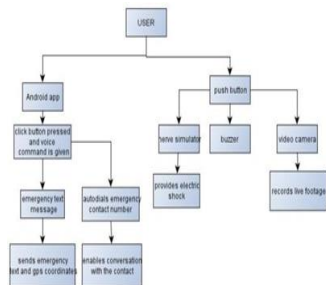 USER
Android app
push button
click button pressed
and voice
command is given
nerve simulator
buzzer
video camera
emergency text
message
autodials emergency
contact number
provides electric
shock
records live footage
sends emergency
text and gps coordinates
enables conversation
with the contact